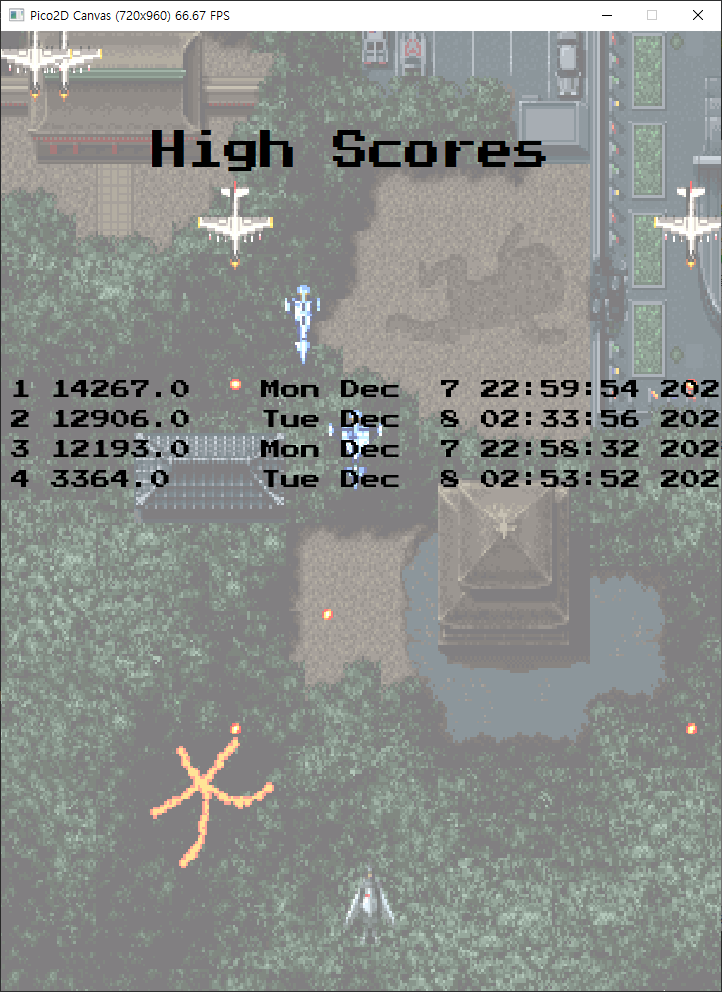 Pico2D Canvas (720x960) 66.67 FPS
High Scores
1 14267.0 Mon Dec 7 22:59:54 202
2 12906.0 Tue Dec 8 02:33:56 202
3 12193.0 Mon Dec 7 22:58:32 202
4 3364.0 Tue Dec 8 02:53:52 202